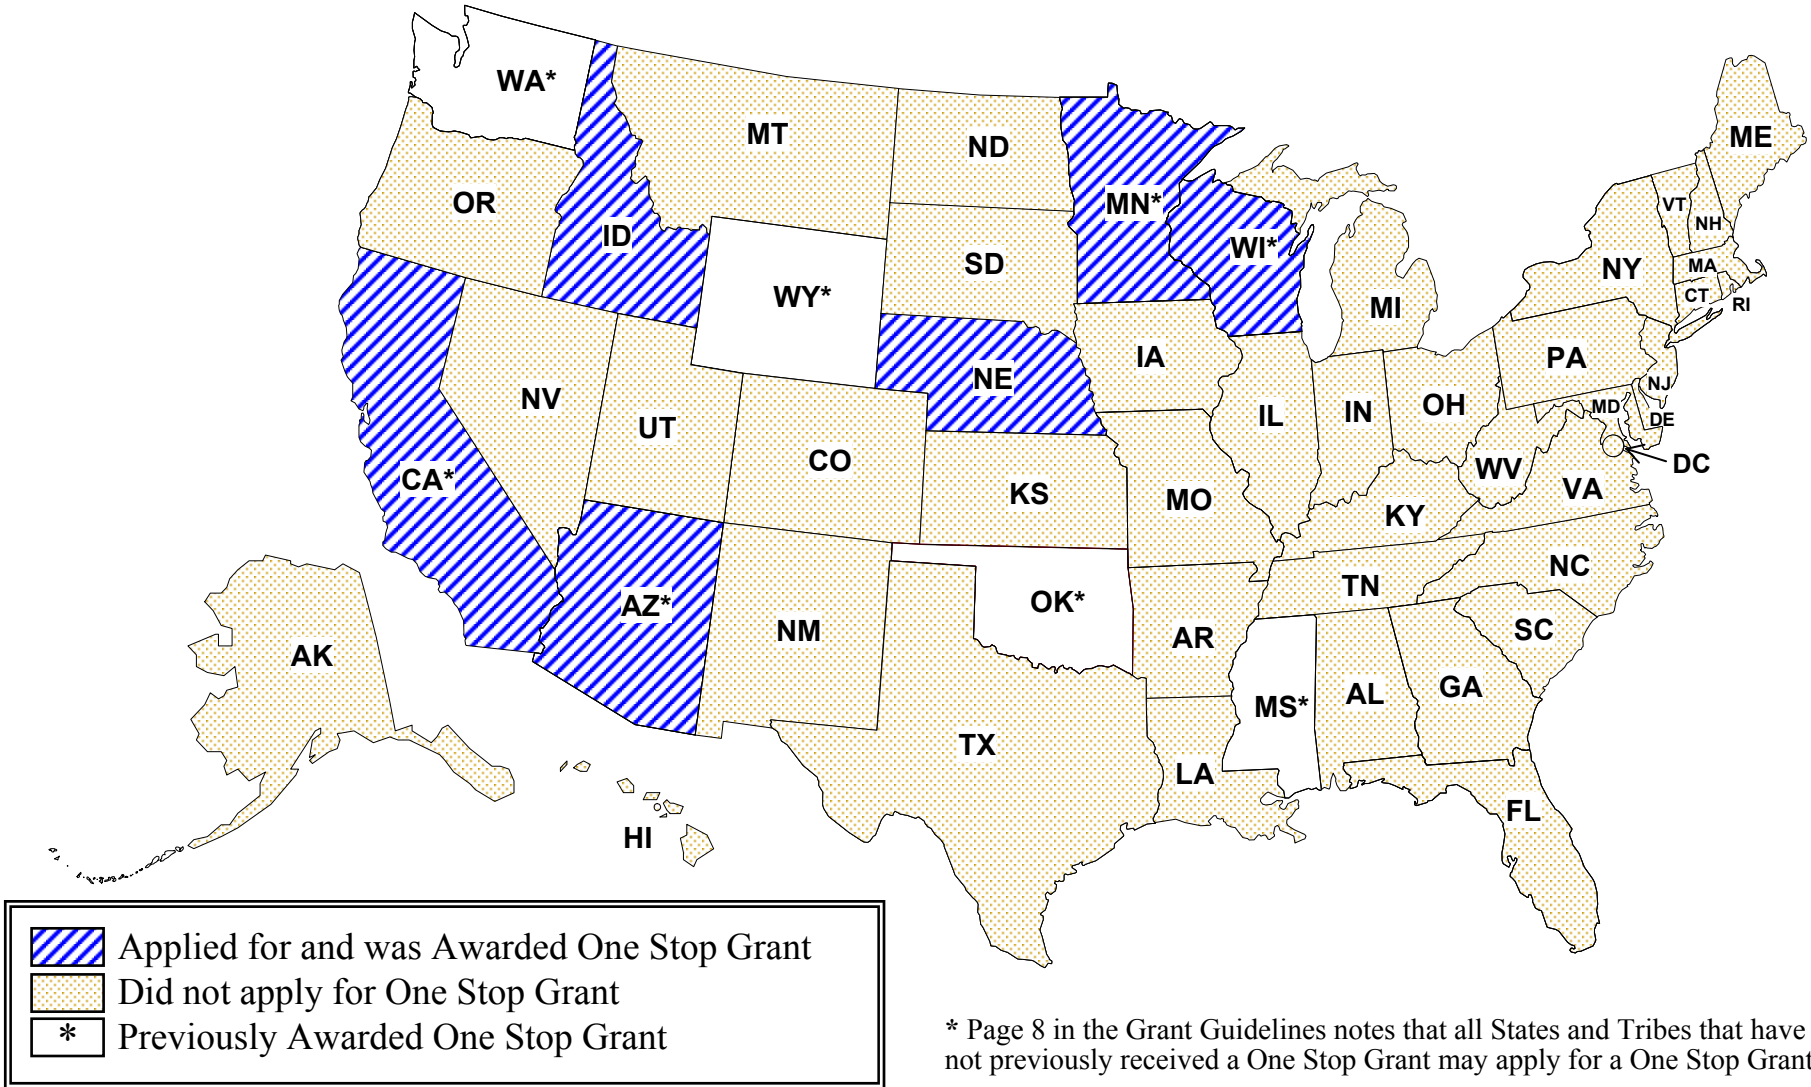 WA*
MT
ND
ME
OR
ID
MN*
VT
NH
WI*
SD
WY*
NY
MA
CT
RI
MI
IA
PA
NE
NV
UT
IL
IN
OH
NJ
MD
DE
CO
CA*
KS
MO
WV
DC
VA
KY
NC
TN
AZ*
OK*
NM
AR
SC
AK
MS*
AL
GA
TX
LA
FL
HI
Applied for and was Awarded One Stop Grant
Did not apply for One Stop Grant
* Previously Awarded One Stop Grant
* Page 8 in the Grant Guidelines notes that all States and Tribes that have
not previously received a One Stop Grant may apply for a One Stop Grant